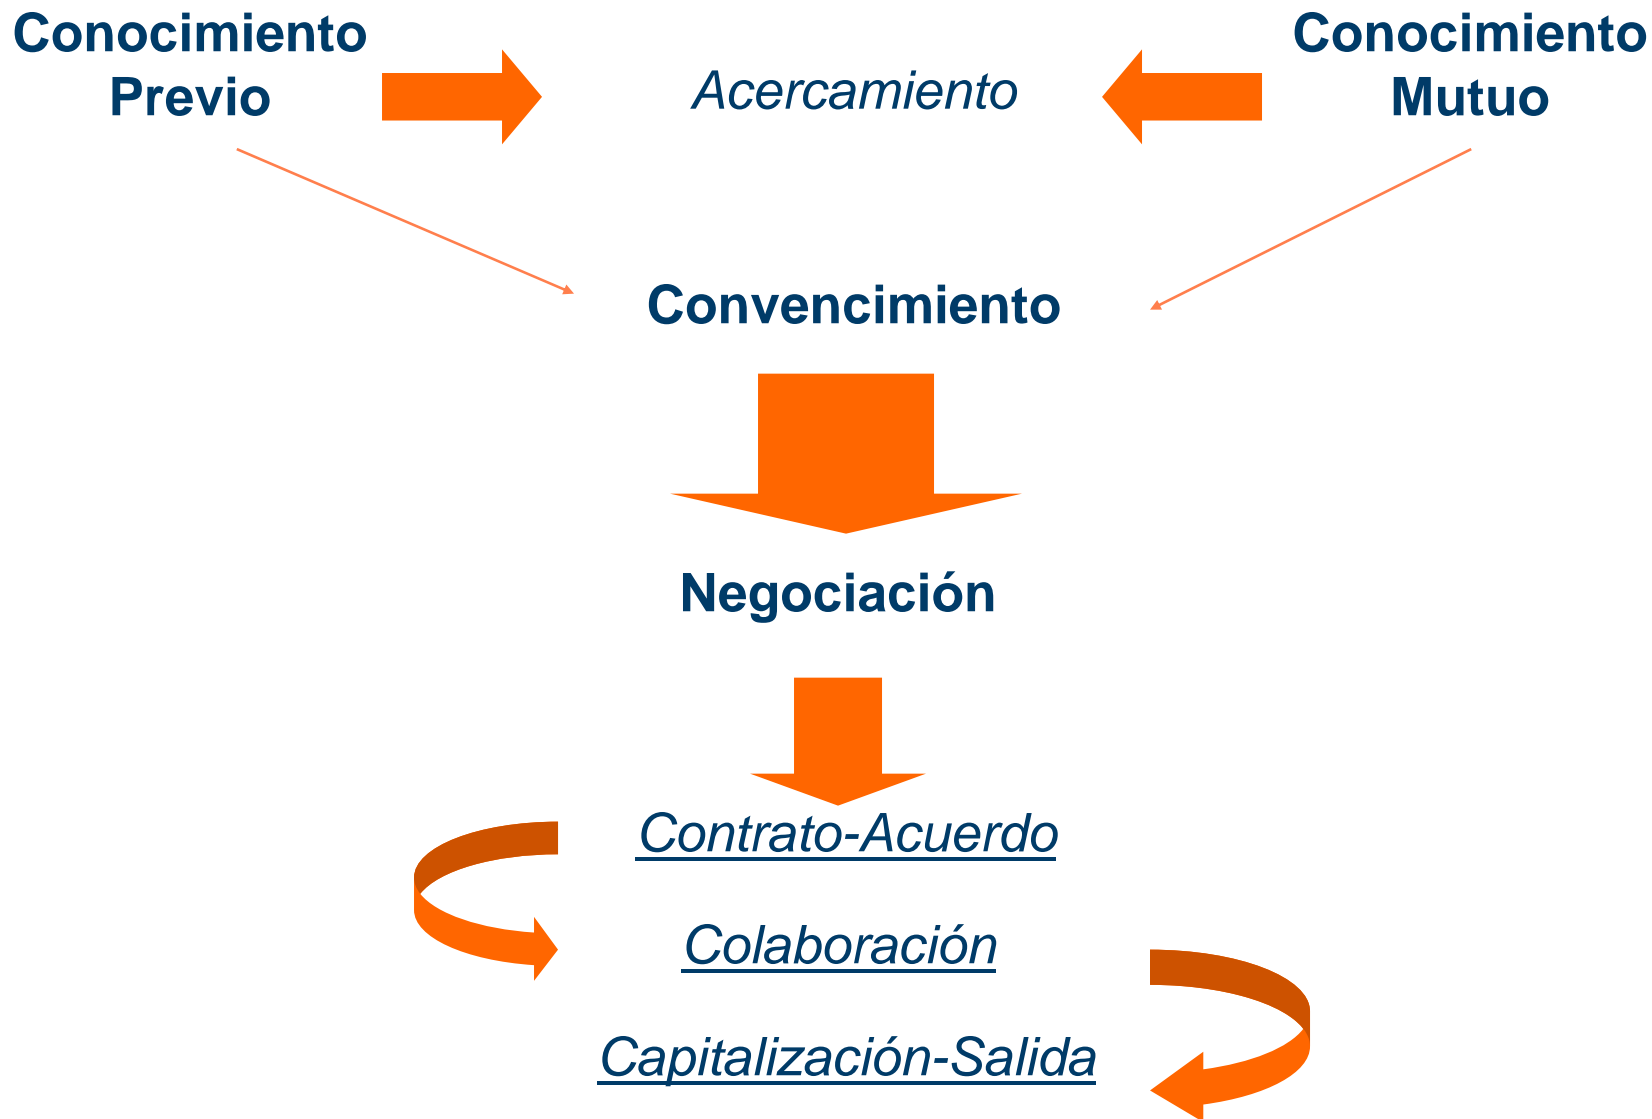 Conocimiento
Previo
Acercamiento
Conocimiento
Mutuo
Convencimiento
Negociación
Contrato-Acuerdo
Colaboración
Capitalización-Salida